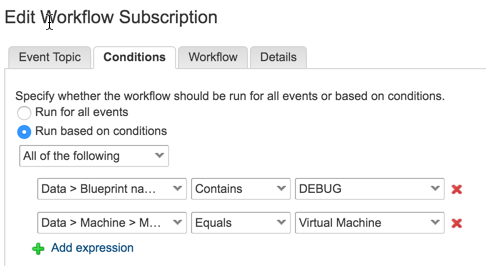 Edit Workflow Subscription
Event Topic Conditions Workflow Details
Specify whether the workflow should be run for all events or based on conditions.
Run for all events
Run based on conditions
All of the following
Data > Blueprint na... Contains DEBUG
Data > Machine > M... Equals Virtual Machine
Add expression